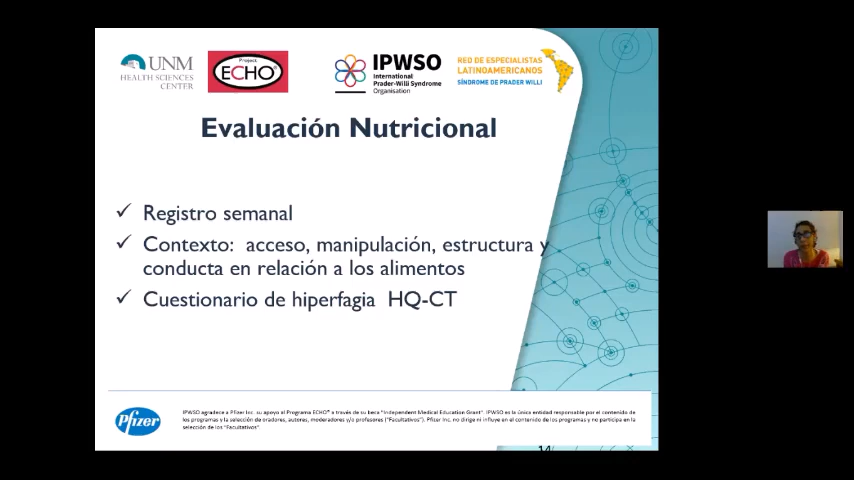 UNM
HEALTH SCIENCES
CENTER
Project
ECHO®
IPWSO
International
Prader-Willi Syndrome
Organisation
RED DE ESPECIALISTAS
LATINOAMERICANOS
SÍNDROME DE PRADER WILLI
Evaluación Nutricional
✓ Registro semanal
✓ Contexto: acceso, manipulación, estructura y
conducta en relación a los alimentos
✓ Cuestionario de hiperfagia HQ-CT
Pfizer
IPWSO agradece a Pfizer Inc. su apoyo al Programa ECHO® a través de su beca "Independent Medical Education Grant". IPWSO es la única entidad responsable por el contenido de
los programas y la selección de oradores, autores, moderadores y/o profesores ("Facultativos"). Pfizer Inc. no dirige ni influye en el contenido de los programas y no participa en la
selección de los "Facultativos".
14